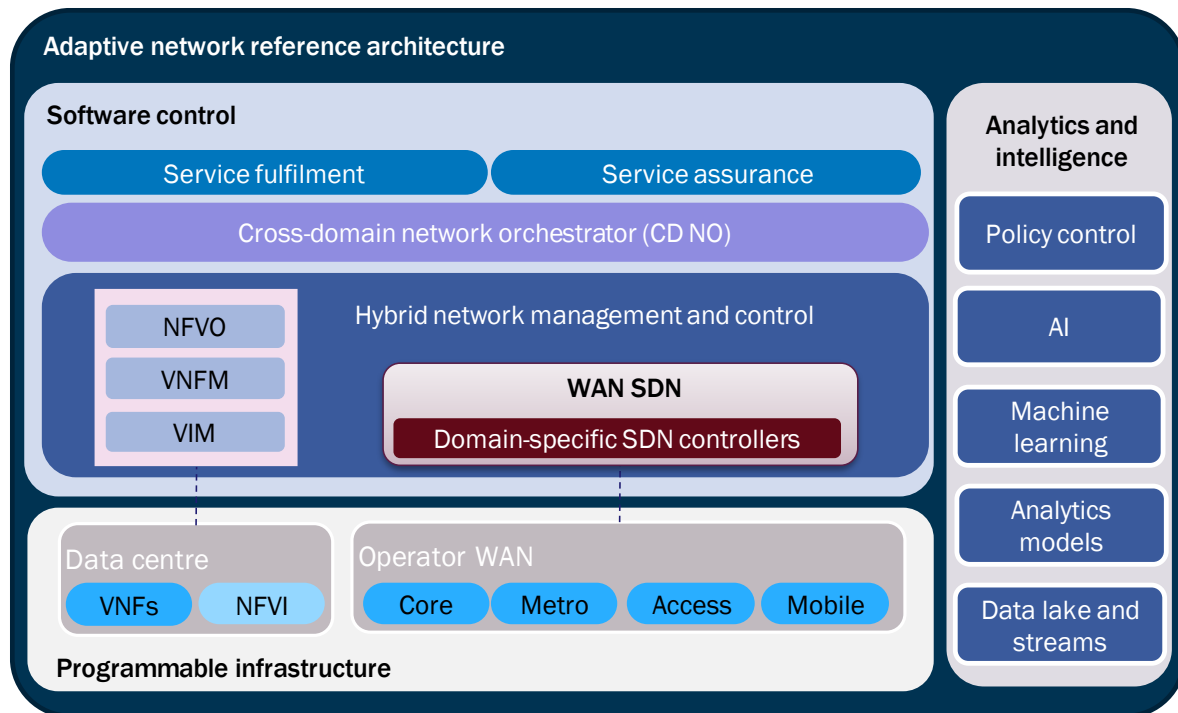 Adaptive network reference architecture
Software control
Service fulfilment
Service assurance
Cross-domain network orchestrator (CD NO)
Hybrid network management and control
NFVO
VNFM
VIM
WAN SDN
Domain-specific SDN controllers
Data centre
VNFs
NFVI
Operator WAN
Core
Metro
Access
Mobile
Programmable infrastructure
Analytics and
intelligence
Policy control
AI
Machine
learning
Analytics
models
Data lake and
streams